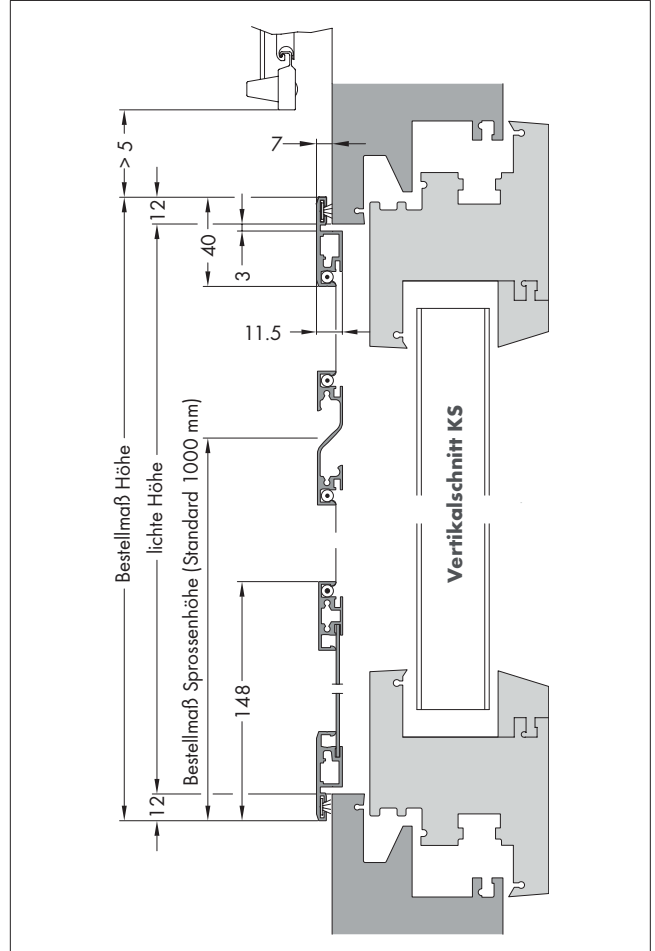 7
> 5
12
40
3
11.5
Bestellmaß Höhe
lichte Höhe
Bestellmaß Sprossenhöhe (Standard 1000 mm)
Vertikalschnitt KS
148
12